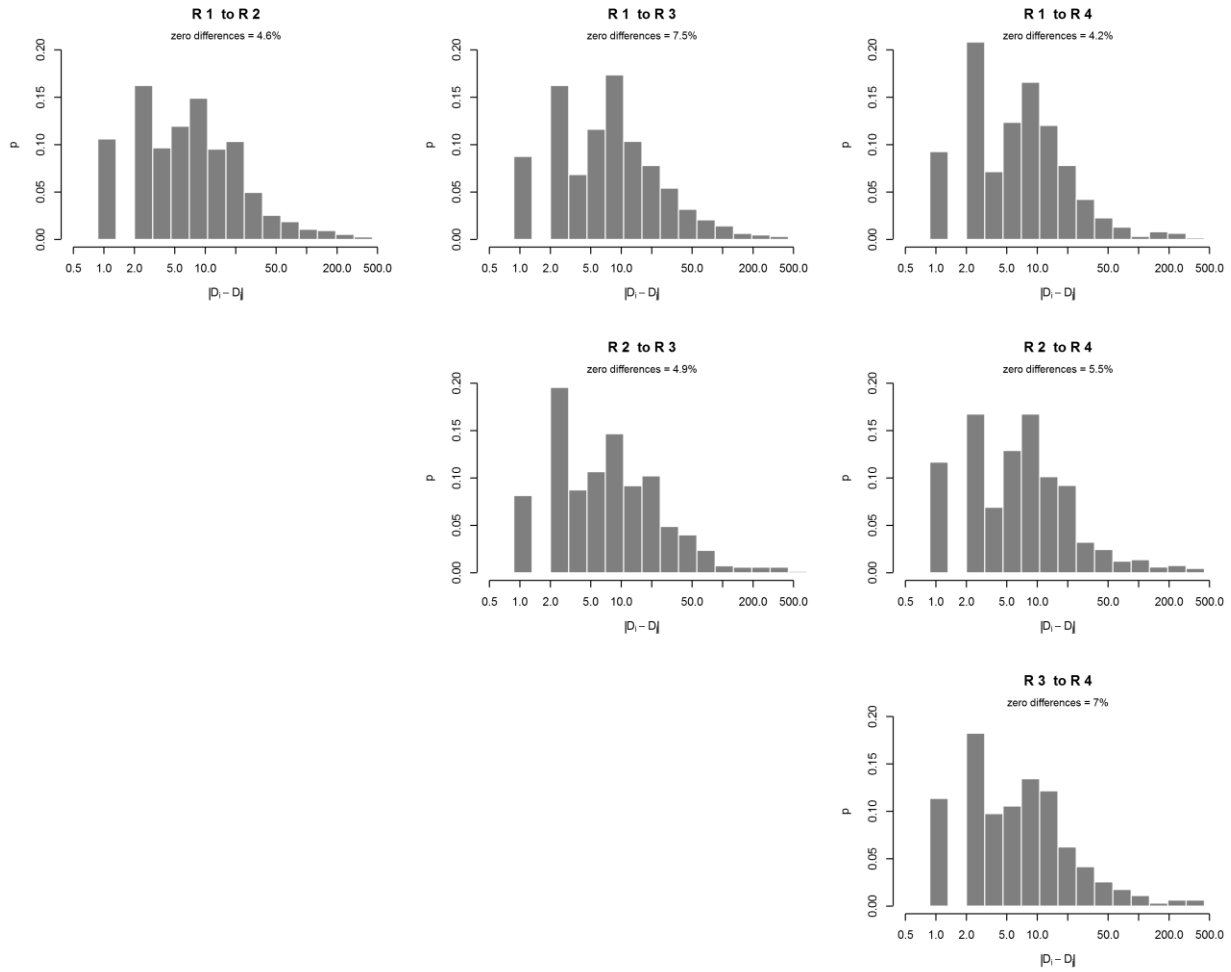 R 1 to R 2
zero differences = 4.6%
p
0.20
0.15
0.10
0.05
0.00
0.5 1.0 2.0 5.0 10.0 50.0 200.0 500.0
|Di − Dj|
R 1 to R 3
zero differences = 7.5%
p
0.20
0.15
0.10
0.05
0.00
0.5 1.0 2.0 5.0 10.0 50.0 200.0 500.0
|Di − Dj|
R 1 to R 4
zero differences = 4.2%
p
0.20
0.15
0.10
0.05
0.00
0.5 1.0 2.0 5.0 10.0 50.0 200.0 500.0
|Di − Dj|
R 2 to R 3
zero differences = 4.9%
p
0.20
0.15
0.10
0.05
0.00
0.5 1.0 2.0 5.0 10.0 50.0 200.0 500.0
|Di − Dj|
R 2 to R 4
zero differences = 5.5%
p
0.20
0.15
0.10
0.05
0.00
0.5 1.0 2.0 5.0 10.0 50.0 200.0 500.0
|Di − Dj|
R 3 to R 4
zero differences = 7%
p
0.20
0.15
0.10
0.05
0.00
0.5 1.0 2.0 5.0 10.0 50.0 200.0 500.0
|Di − Dj|